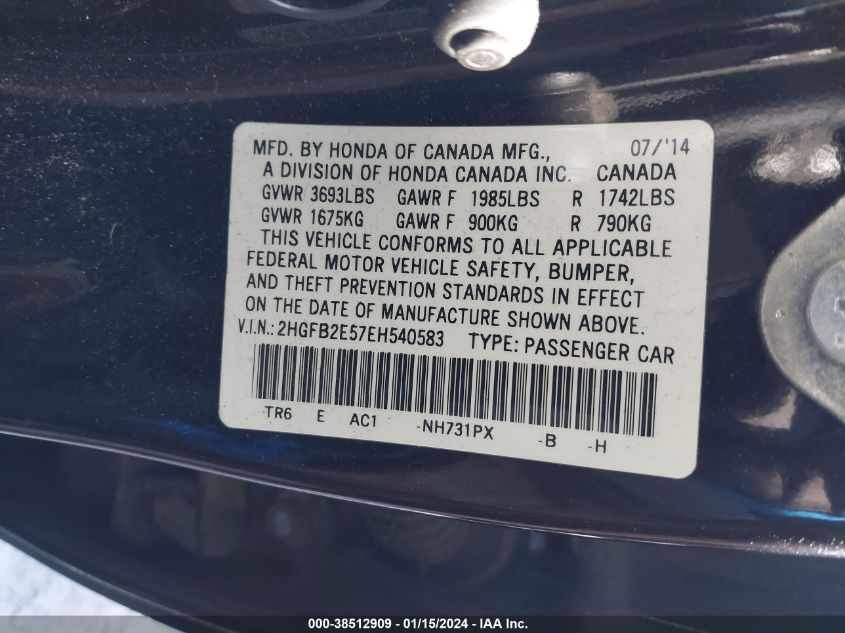 MFD. BY HONDA OF CANADA MFG., 07/'14
A DIVISION OF HONDA CANADA INC. CANADA
GVWR 3693LBS GAWR F 1985LBS R 1742LBS
GVWR 1675KG GAWR F 900KG R 790KG
THIS VEHICLE CONFORMS TO ALL APPLICABLE
FEDERAL MOTOR VEHICLE SAFETY, BUMPER,
AND THEFT PREVENTION STANDARDS IN EFFECT
ON THE DATE OF MANUFACTURE SHOWN ABOVE.
V.I.N.: 2HGFB2E57EH540583 TYPE: PASSENGER CAR
TR6 E AC1 -NH731PX -B -H
000-38512909 - 01/15/2024 - IAA Inc.